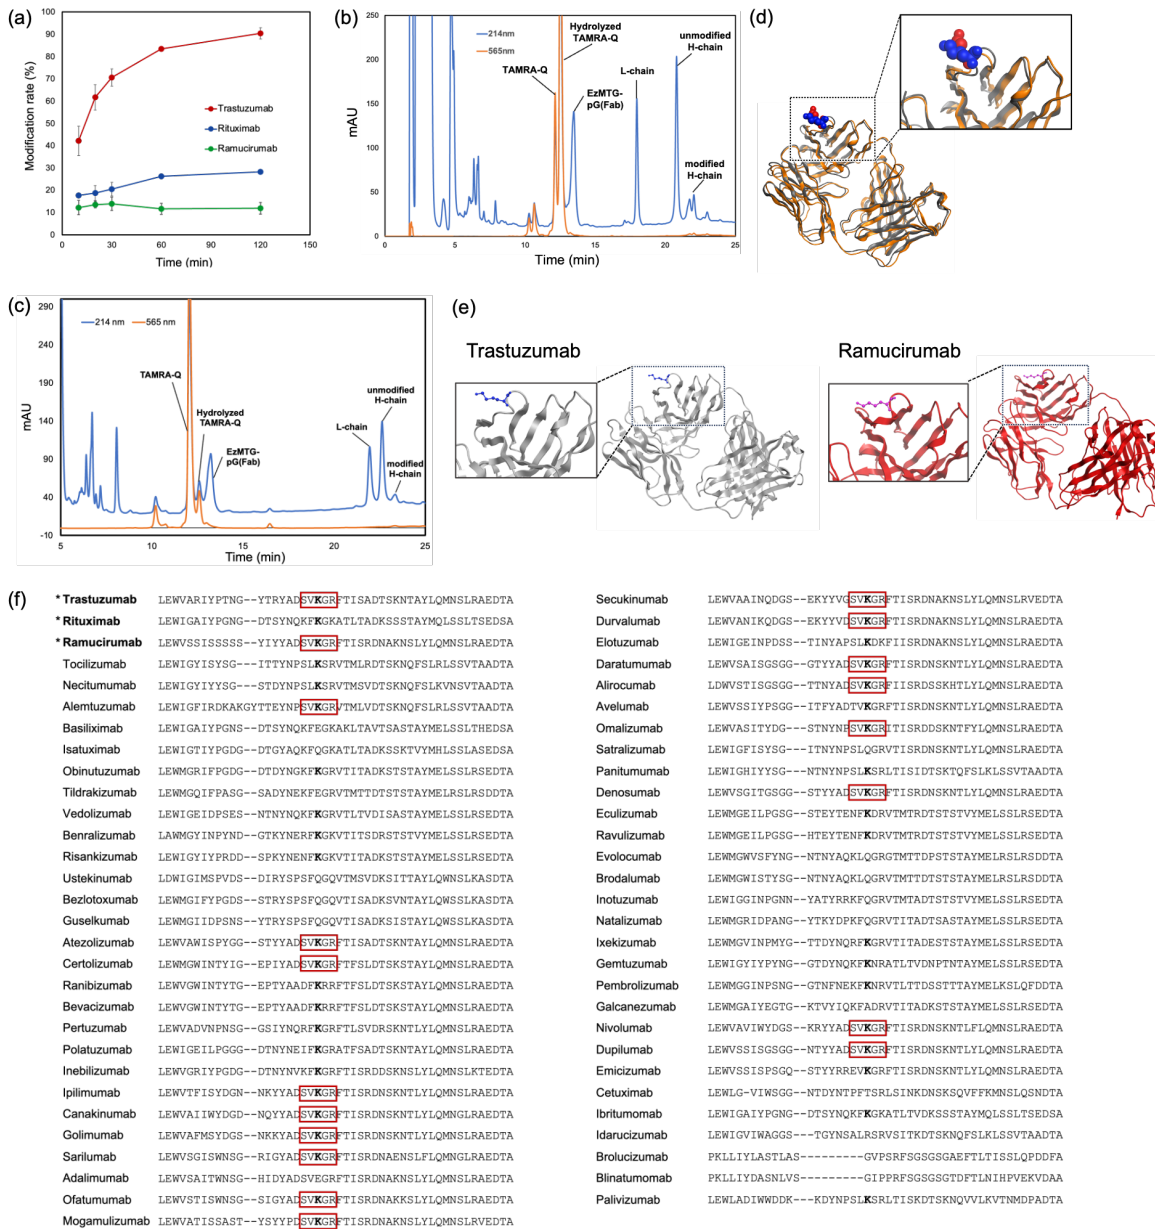 (a)
Modification rate (%)
100
90
80
70
60
50
40
30
20
10
0
0
30
60
90
120
150
Time (min)
Trastuzumab
Rituximab
Ramucirumab
(b)
mAU
250
200
150
100
50
0
0
5
10
15
20
25
Time (min)
214nm
565nm
Hydrolyzed
TAMRA-Q
TAMRA-Q
EzMTG-
pG(Fab)
L-chain
unmodified
H-chain
modified
H-chain
(d)
(c)
mAU
290
240
190
140
90
40
-10
5
10
15
20
25
Time (min)
214 nm
565 nm
TAMRA-Q
Hydrolyzed
TAMRA-Q
EzMTG-
pG(Fab)
L-chain
unmodified
H-chain
modified
H-chain
(e)
Trastuzumab
Ramucirumab
(f)
* Trastuzumab LEWVARIYPTNG--YTRYADSVKGRFTISADTSKNTAYLQMNSLRAEDTA
* Rituximab LEWIGAIYPGNG--DTSYNQKFKGKATLTADKSSSTAYMQLSSLTSEDSA
* Ramucirumab LEWVSSISSSSS--YIYYADSVKGRFTISRDNAKNSLYLQMNSLRAEDTA
Tocilizumab LEWIGYISYSG---ITTYNPSLKSRVTMLRDTSKNQFSLRLSSVTAADTA
Necitumumab LEWIGYIYYSG---STDYNPSLKSRVTMSVDTSKNQFSLKVNSVTAADTA
Alemtuzumab LEWIGFIRDKAKGYTTEYNPSVKGRVTMLVDTSKNQFSLRLSSVTAADTA
Basiliximab LEWIGAIYPGNS--DTSYNQKFEGKAKLTAVTSASTAYMELSSLTHEDSA
Isatuximab LEWIGTIYPGDG--DTGYAQKFQGKATLTADKSSKTVYMHLSSLASEDSA
Obinutuzumab LEWMGRIFPGDG--DTDYNGKFKGRVTITADKSTSTAYMELSSLRSEDTA
Tildrakizumab LEWMGQIFPASG--SADYNEKFEGRVTMTTDTSTSTAYMELRSLRSDDTA
Vedolizumab LEWIGEIDPSES--NTNYNQKFKGRVTLTVDISASTAYMELSSLRSEDTA
Benralizumab LAWMGYINPYND--GTKYNERFKGKVTITSDRSTSTVYMELSSLRSEDTA
Risankizumab LEWIGYIYPRDD--SPKYNENFKGKVTITADKSTSTAYMELSSLRSEDTA
Ustekinumab LDWIGIMSPVDS--DIRYSPSFQGQVTMSVDKSITTAYLQWNSLKASDTA
Bezlotoxumab LEWMGIFYPGDS--STRYSPSFQGQVTISADKSVNTAYLQWSSLKASDTA
Guselkumab LEWMGIIDPSNS--YTRYSPSFQGQVTISADKSISTAYLQWSSLKASDTA
Atezolizumab LEWVAWISPYGG--STYYADSVKGRFTISADTSKNTAYLQMNSLRAEDTA
Certolizumab LEWMGWINTYIG--EPIYADSVKGRFTFSLDTSKSTAYLQMNSLRAEDTA
Ranibizumab LEWVGWINTYTG--EPTYAADFKRRFTFSLDTSKSTAYLQMNSLRAEDTA
Bevacizumab LEWVGWINTYTG--EPTYAADFKRRFTFSLDTSKSTAYLQMNSLRAEDTA
Pertuzumab LEWVADVNPNSG--GSIYNQRFKGRFTLSVDRSKNTLYLQMNSLRAEDTA
Polatuzumab LEWIGEILPGGG--DTNYNEIFKGRATFSADTSKNTAYLQMNSLRAEDTA
Inebilizumab LEWVGRIYPGDG--DTNYNVKFKGRFTISRDDSKNSLYLQMNSLKTEDTA
Ipilimumab LEWVTFISYDGN--NKYYADSVKGRFTISRDNSKNTLYLQMNSLRAEDTA
Canakinumab LEWVAIIWYDGD--NQYYADSVKGRFTISRDNSKNTLYLQMNGLRAEDTA
Golimumab LEWVAFMSYDGS--NKKYADSVKGRFTISRDNSKNTLYLQMNSLRAEDTA
Sarilumab LEWVSGISWNSG--RIGYADSVKGRFTISRDNAENSLFLQMNGLRAEDTA
Adalimumab LEWVSAITWNSG--HIDYADSVEGRFTISRDNAKNSLYLQMNSLRAEDTA
Ofatumumab LEWVSTISWNSG--SIGYADSVKGRFTISRDNAKKSLYLQMNSLRAEDTA
Mogamulizumab LEWVATISSAST--YSYYPDSVKGRFTISRDNAKNSLYLQMNSLRVEDTA
Secukinumab LEWVAAINQDGS--EKYYVGSVKGRFTISRDNAKNSLYLQMNSLRVEDTA
Durvalumab LEWVANIKQDGS--EKYYVDSVKGRFTISRDNAKNSLYLQMNSLRAEDTA
Elotuzumab LEWIGEINPDSS--TINYAPSLKDKFIISRDNAKNSLYLQMNSLRAEDTA
Daratumumab LEWVSAISGSGG--GTYYADSVKGRFTISRDNSKNTLYLQMNSLRAEDTA
Alirocumab LDWVSTISGSGG--TTNYADSVKGRFIISRDSSKHTLYLQMNSLRAEDTA
Avelumab LEWVSSIYPSGG--ITFYADTVKGRFTISRDNSKNTLYLQMNSLRAEDTA
Omalizumab LEWVASITYDG---STNYNPSVKGRITISRDDSKNTFYLQMNSLRAEDTA
Satralizumab LEWIGFISYSG---ITNYNPSLQGRVTISRDNSKNTLYLQMNSLRAEDTA
Panitumumab LEWIGHIYYSG---NTNYNPSLKSRLTISIDTSKTQFSLKLSSVTAADTA
Denosumab LEWVSGITGSGG--STYYADSVKGRFTISRDNSKNTLYLQMNSLRAEDTA
Eculizumab LEWMGEILPGSG--STEYTENFKDRVTMTRDTSTSTVYMELSSLRSEDTA
Ravulizumab LEWMGEILPGSG--HTEYTENFKDRVTMTRDTSTSTVYMELSSLRSEDTA
Evolocumab LEWMGWVSFYNG--NTNYAQKLQGRGTMTTDPSTSTAYMELRSLRSDDTA
Brodalumab LEWMGWISTYSG--NTNYAQKLQGRVTMTTDTSTSTAYMELRSLRSDDTA
Inotuzumab LEWIGGINPGNN--YATYRRKFQGRVTMTADTSTSTVYMELSSLRSEDTA
Natalizumab LEWMGRIDPANG--YTKYDPKFQGRVTITADTSASTAYMELSSLRSEDTA
Ixekizumab LEWMGVINPMYG--TTDYNQRFKGRVTITADESTSTAYMELSSLRSEDTA
Gemtuzumab LEWIGYIYPYNG--GTDYNQKFKNRATLTVDNPTNTAYMELSSLRSEDTA
Pembrolizumab LEWMGGINPSNG--GTNFNEKFKNRVTLTTDSSTTTAYMELKSLQFDDTA
Galcanezumab LEWMGAIYEGTG--KTVYIQKFADRVTITADKSTSTAYMELSSLRSEDTA
Nivolumab LEWVAVIWYDGS--KRYYADSVKGRFTISRDNSKNTLFLQMNSLRAEDTA
Dupilumab LEWVSSISGSGG--NTYYADSVKGRFTISRDNSKNTLYLQMNSLRAEDTA
Emicizumab LEWVSSISPSGQ--STYYRREVKGRFTISRDNSKNTLYLQMNSLRAEDTA
Cetuximab LEWLG-VIWSGG--NTDYNTPFTSRLSINKDNSKSQVFFKMNSLQSNDTA
Ibritumomab LEWIGAIYPGNG--DTSYNQKFKGKATLTVDKSSSTAYMQLSSLTSEDSA
Idarucizumab LEWIGVIWAGGS---TGYNSALRSRVSITKDTSKNQFSLKLSSVTAADTA
Brolucizumab PKLLIYLASTLAS---------GVPSRFSGSGSGAEFTLTISSLQPDDFA
Blinatumomab PKLLIYDASNLVS---------GIPPRFSGSGSGTDFTLNIHPVEKVDAA
Palivizumab LEWLADIWWDDK---KDYNPSLKSRLTISKDTSKNQVVLKVTNMDPADTA